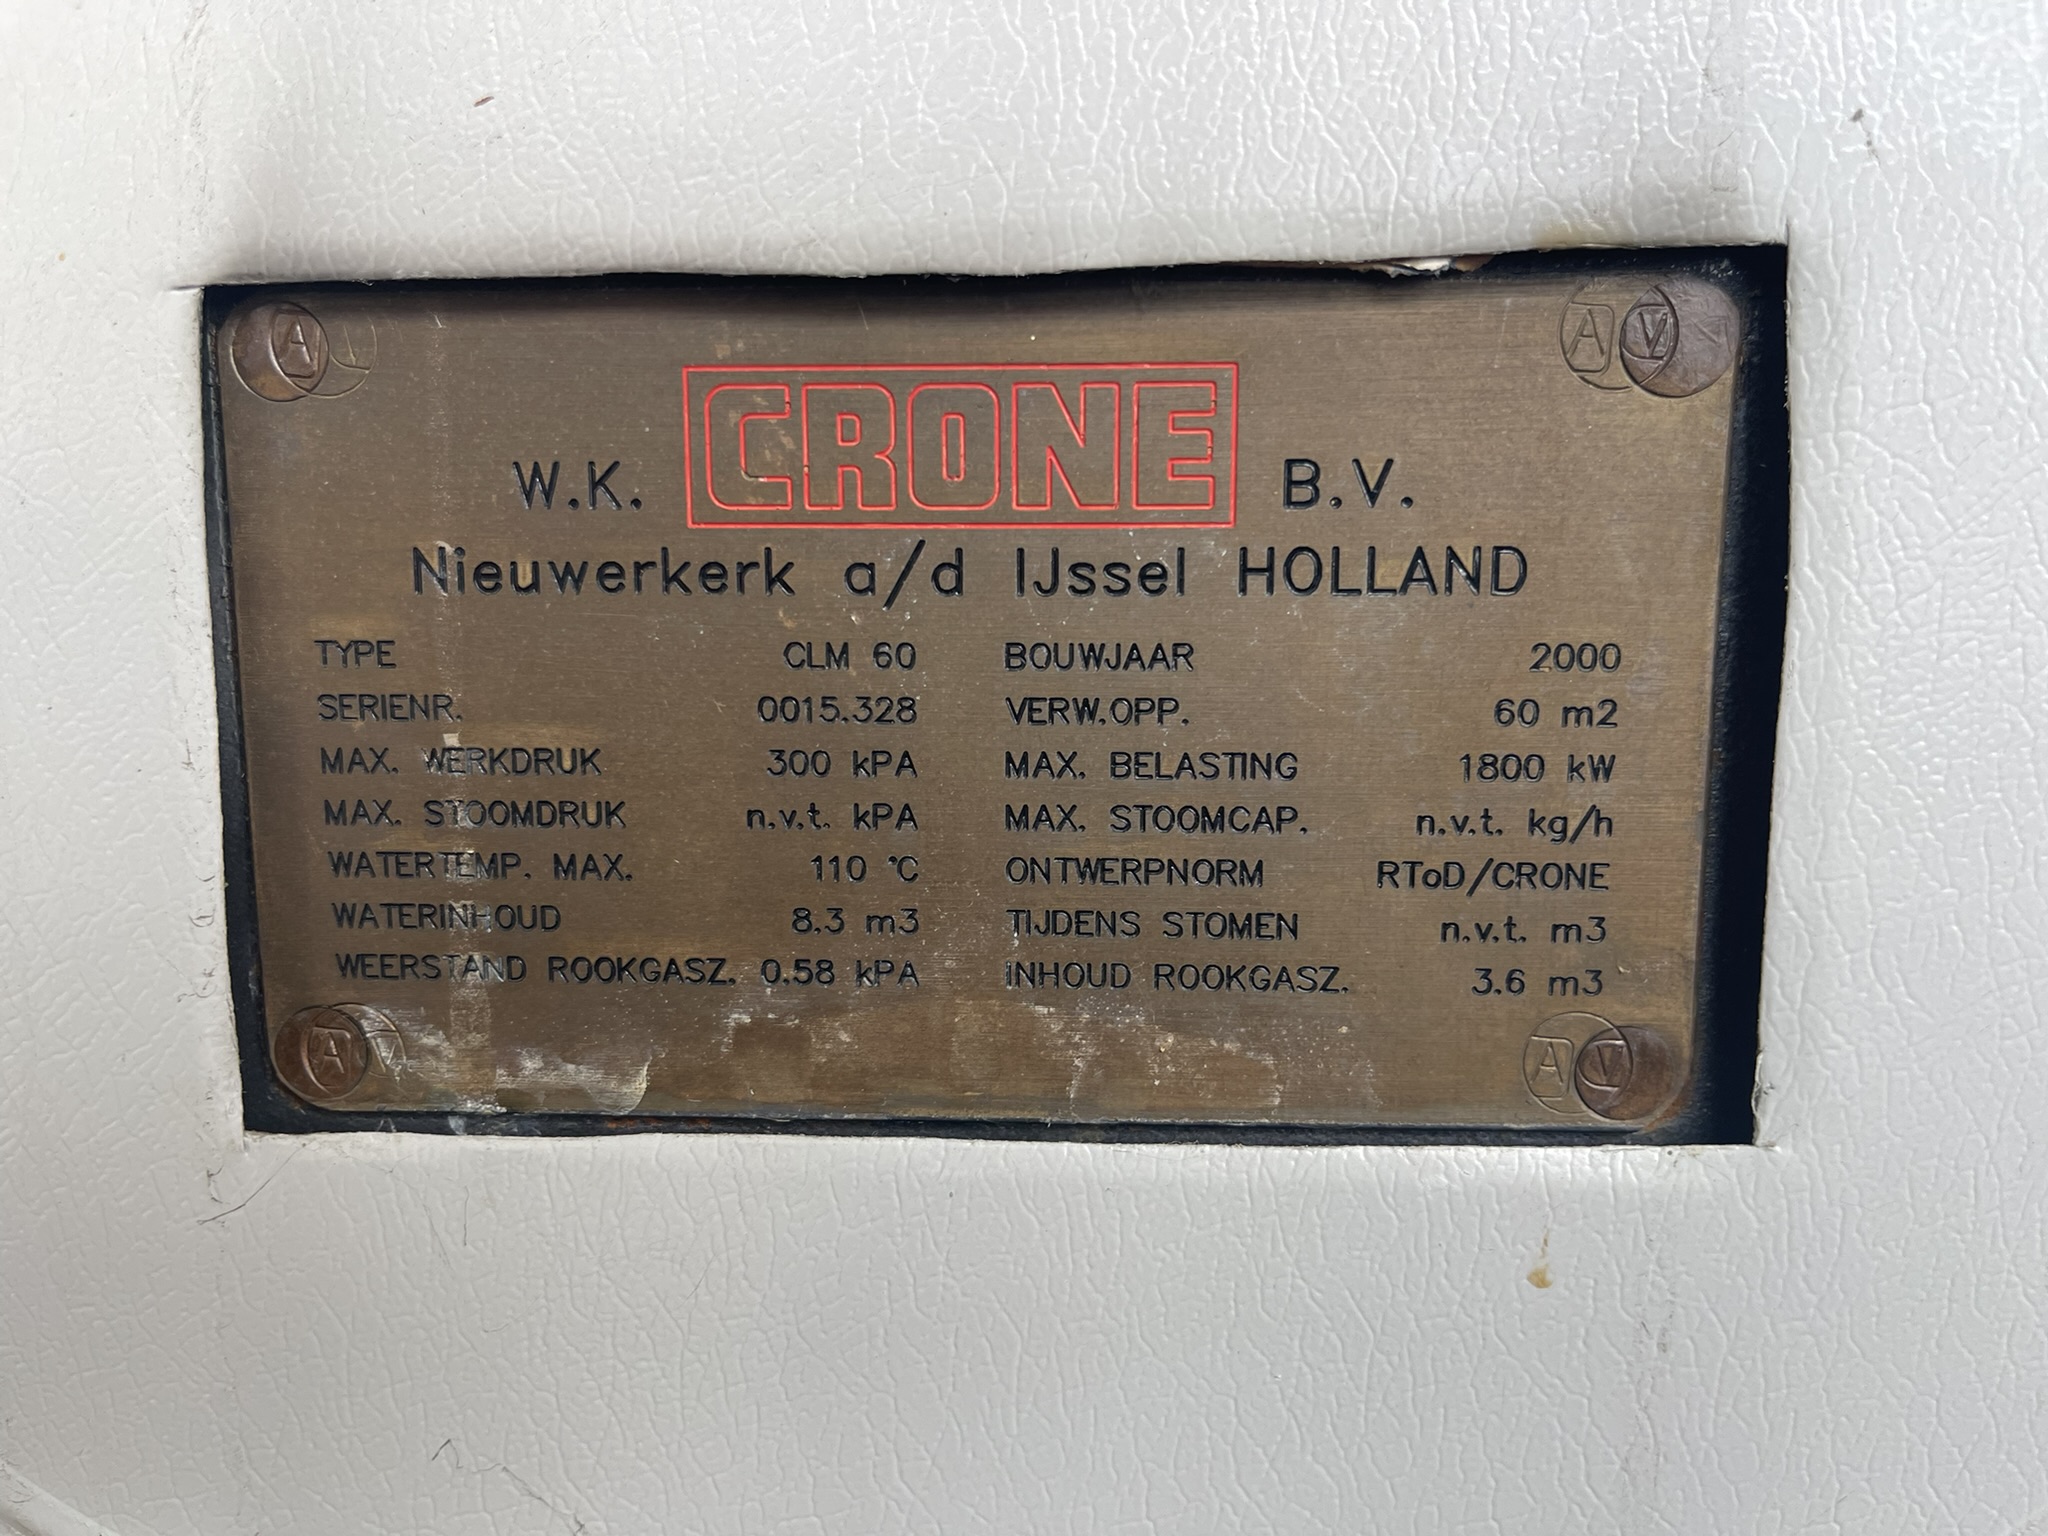 W.K. CRONE B.V.
Nieuwerkerk a/d IJssel HOLLAND
TYPE CLM 60 BOUWJAAR 2000
SERIENR. 0015.328 VERW.OPP. 60 m2
MAX. WERKDRUK 300 kPA MAX. BELASTING 1800 kW
MAX. STOOMDRUK n.v.t. kPA MAX. STOOMCAP. n.v.t. kg/h
WATERTEMP. MAX. 110 °C ONTWERPNORM RToD/CRONE
WATERINHOUD 8.3 m3 TIJDENS STOMEN n.v.t. m3
WEERSTAND ROOKGASZ. 0.58 kPA INHOUD ROOKGASZ. 3.6 m3